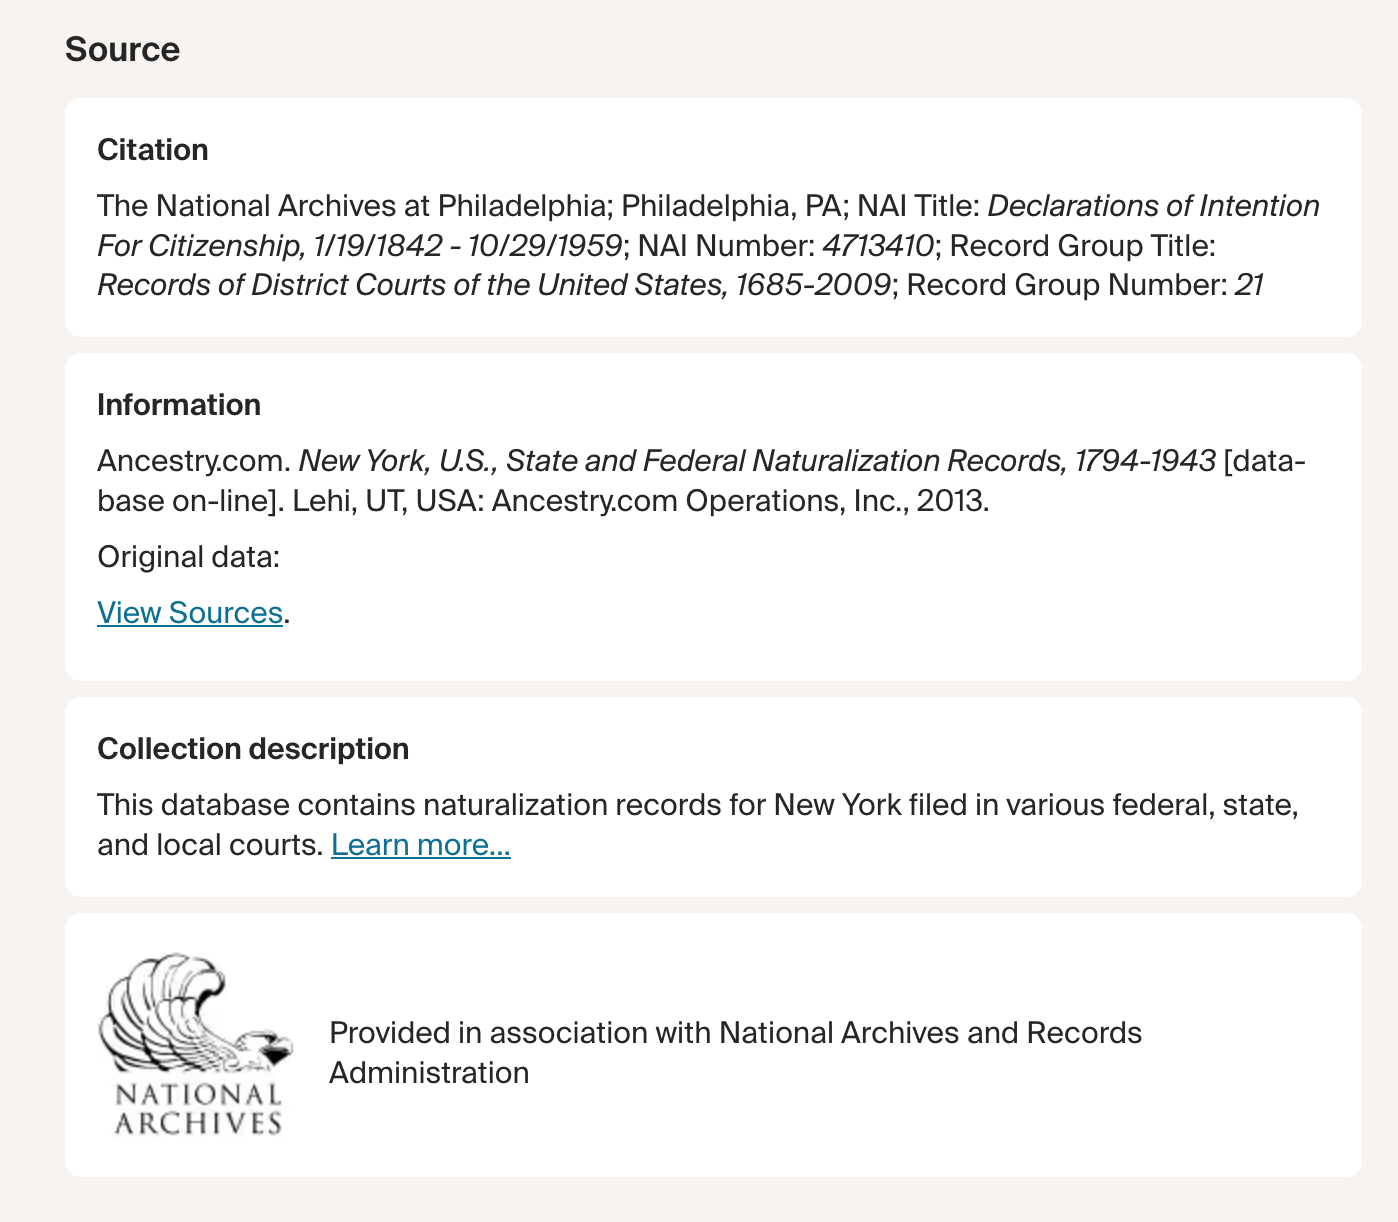 Source
Citation
The National Archives at Philadelphia; Philadelphia, PA; NAI Title: Declarations of Intention
For Citizenship, 1/19/1842 - 10/29/1959; NAI Number: 4713410; Record Group Title:
Records of District Courts of the United States, 1685-2009; Record Group Number: 21
Information
Ancestry.com. New York, U.S., State and Federal Naturalization Records, 1794-1943 [data-
base on-line]. Lehi, UT, USA: Ancestry.com Operations, Inc., 2013.
Original data:
View Sources.
Collection description
This database contains naturalization records for New York filed in various federal, state,
and local courts. Learn more...
NATIONAL
ARCHIVES
Provided in association with National Archives and Records
Administration